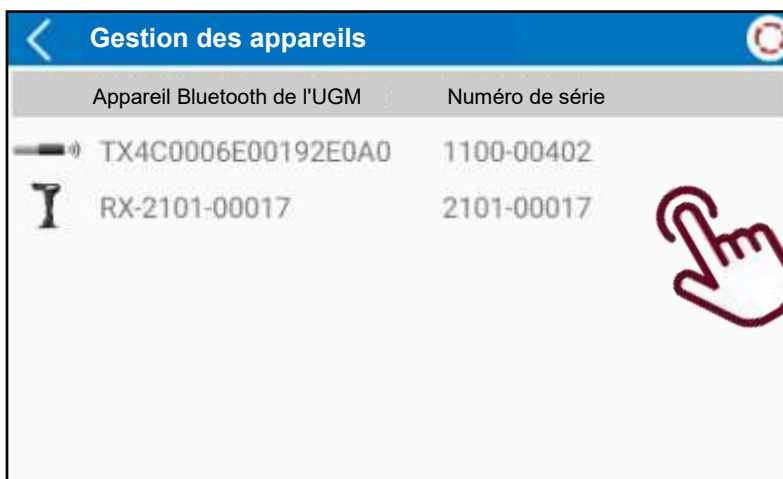 Gestion des appareils
Appareil Bluetooth de l'UGM Numéro de série
TX4C0006E00192E0A0 1100-00402
RX-2101-00017 2101-00017